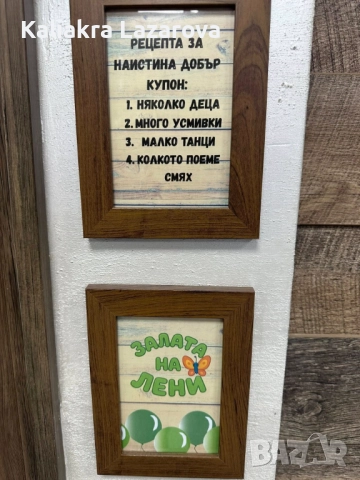 Kaliakra Lazarova
РЕЦЕПТА ЗА
НАИСТИНА ДОБЪР
КУПОН:
1. НЯКОЛКО ДЕЦА
2. МНОГО УСМИВКИ
3. МАЛКО ТАНЦИ
4. КОЛКОТО ПОЕМЕ
СМЯХ
ЗАЛАТА
НА
ЛЕНИ
BAZAR